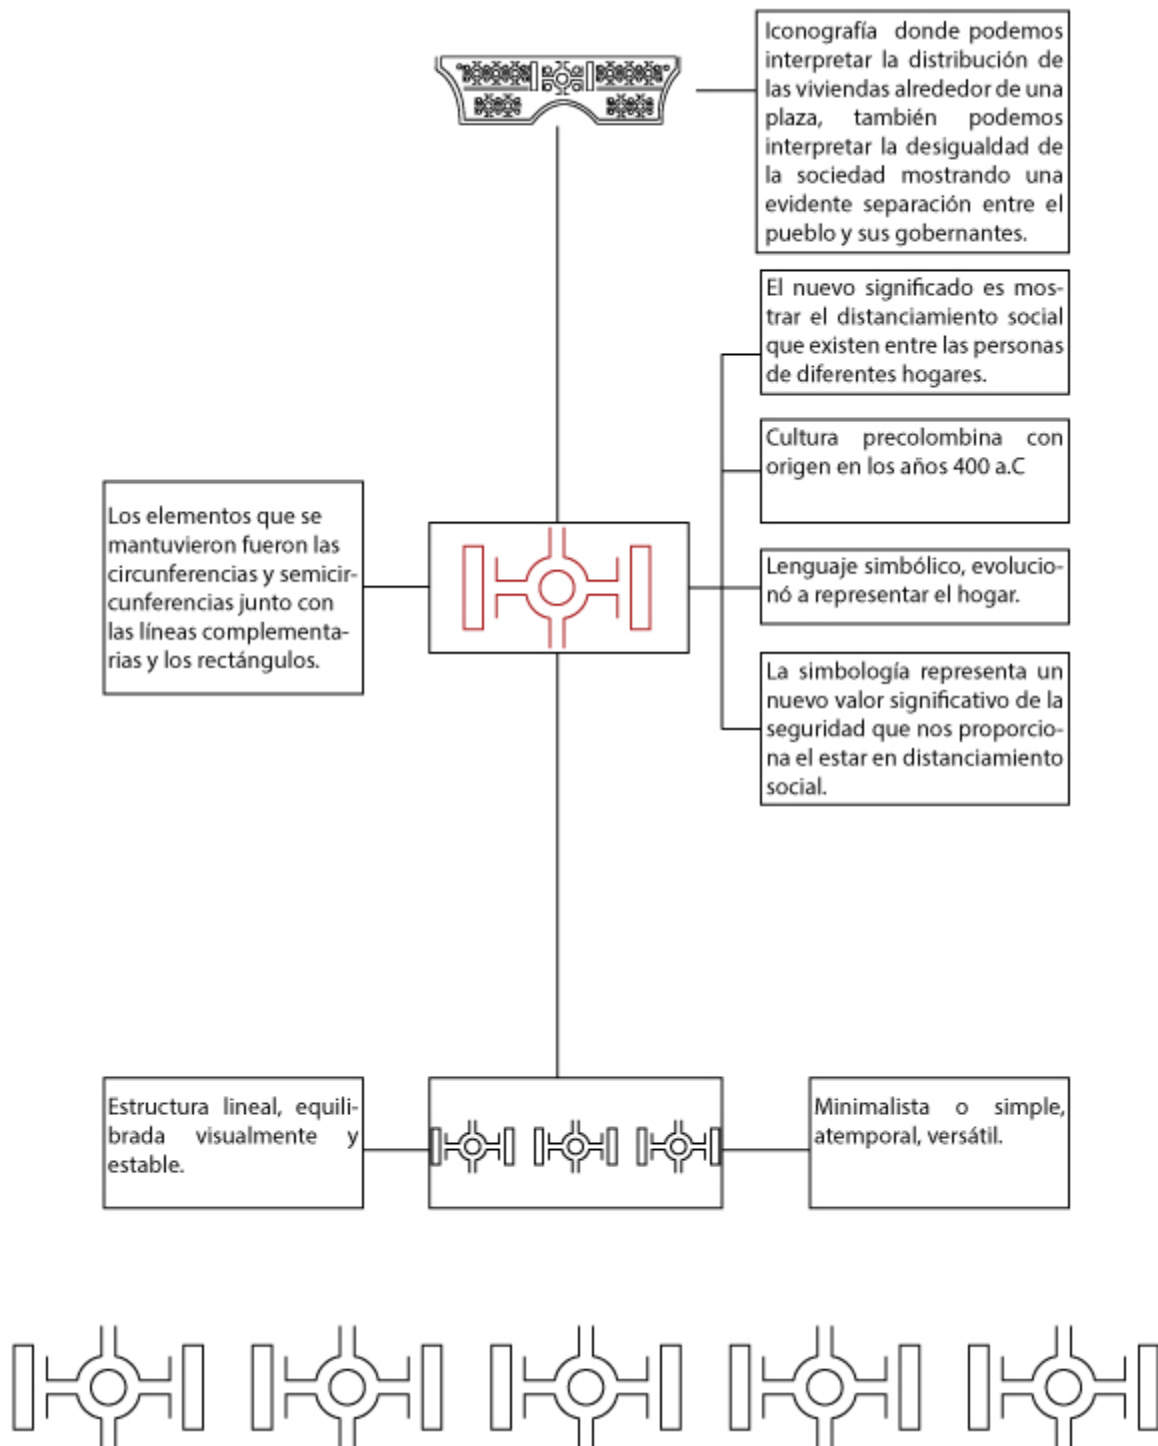 Iconografía donde podemos
interpretar la distribución de
las viviendas alrededor de una
plaza, también podemos
interpretar la desigualdad de
la sociedad mostrando una
evidente separación entre el
pueblo y sus gobernantes.
El nuevo significado es mos-
trar el distanciamiento social
que existen entre las personas
de diferentes hogares.
Cultura precolombina con
origen en los años 400 a.C
Los elementos que se
mantuvieron fueron las
circunferencias y semicir-
cunferencias junto con
las líneas complementa-
rias y los rectángulos.
Lenguaje simbólico, evolucio-
nó a representar el hogar.
La simbología representa un
nuevo valor significativo de la
seguridad que nos proporcio-
na el estar en distanciamiento
social.
Estructura lineal, equili-
brada visualmente y
estable.
Minimalista o simple,
atemporal, versátil.